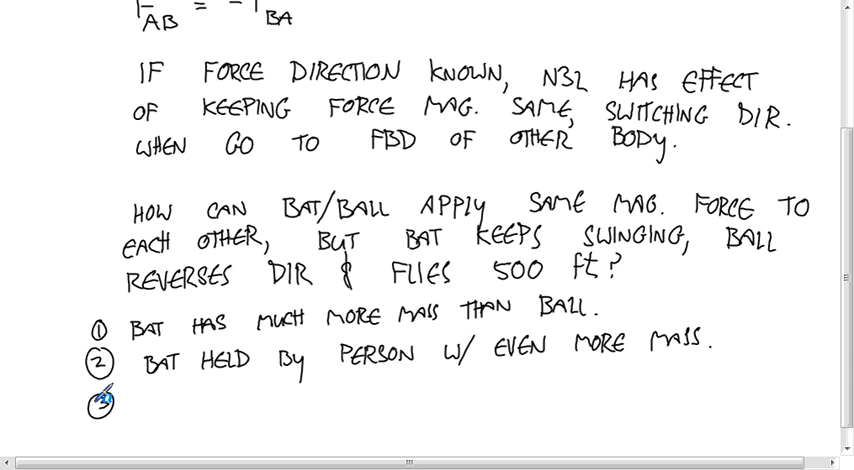 F AB = - F BA
IF FORCE DIRECTION KNOWN, N3L HAS EFFECT
OF KEEPING FORCE MAG. SAME, SWITCHING DIR.
WHEN GO TO FBD OF OTHER BODY.
HOW CAN BAT/BALL APPLY SAME MAG. FORCE TO
EACH OTHER, BUT BAT KEEPS SWINGING, BALL
REVERSES DIR & FLIES 500 ft?
① BAT HAS MUCH MORE MASS THAN BALL.
② BAT HELD By PERSON W/ EVEN MORE MASS.
③